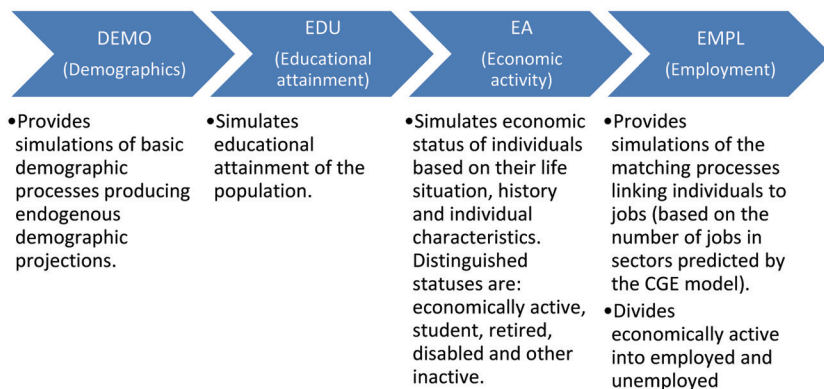 DEMO
(Demographics)
EDU
(Educational
attainment)
EA
(Economic
activity)
EMPL
(Employment)
•Provides
simulations of basic
demographic
processes producing
endogenous
demographic
projections.
•Simulates
educational
attainment of the
population.
•Simulates economic
status of individuals
based on their life
situation, history
and individual
characteristics.
Distinguished
statuses are:
economically active,
student, retired,
disabled and other
inactive.
•Provides
simulations of the
matching processes
linking individuals to
jobs (based on the
number of jobs in
sectors predicted by
the CGE model).
•Divides
economically active
into employed and
unemployed